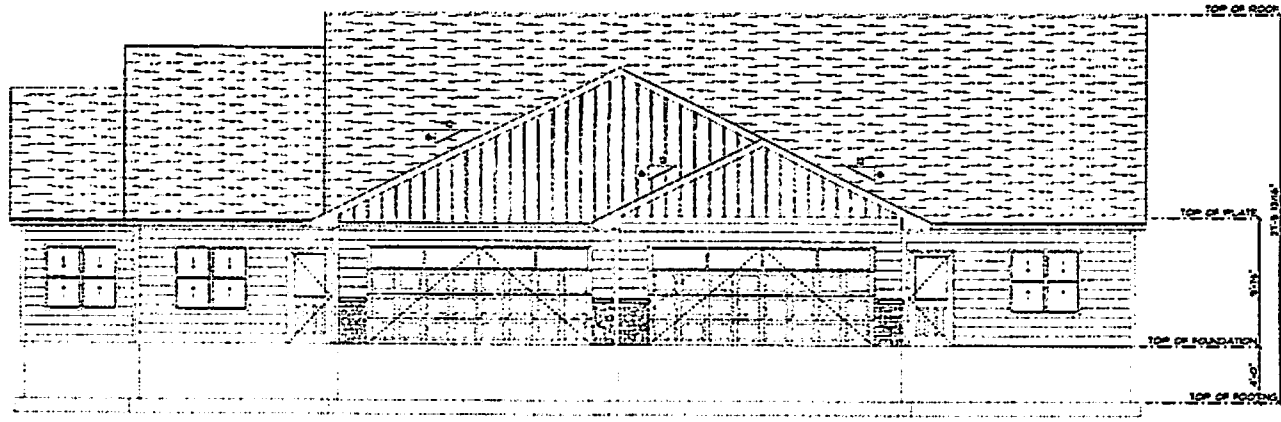 TOP OF ROOF
TOP OF PLATE
TOP OF FOUNDATION
4'-0"
TOP OF FOOTING